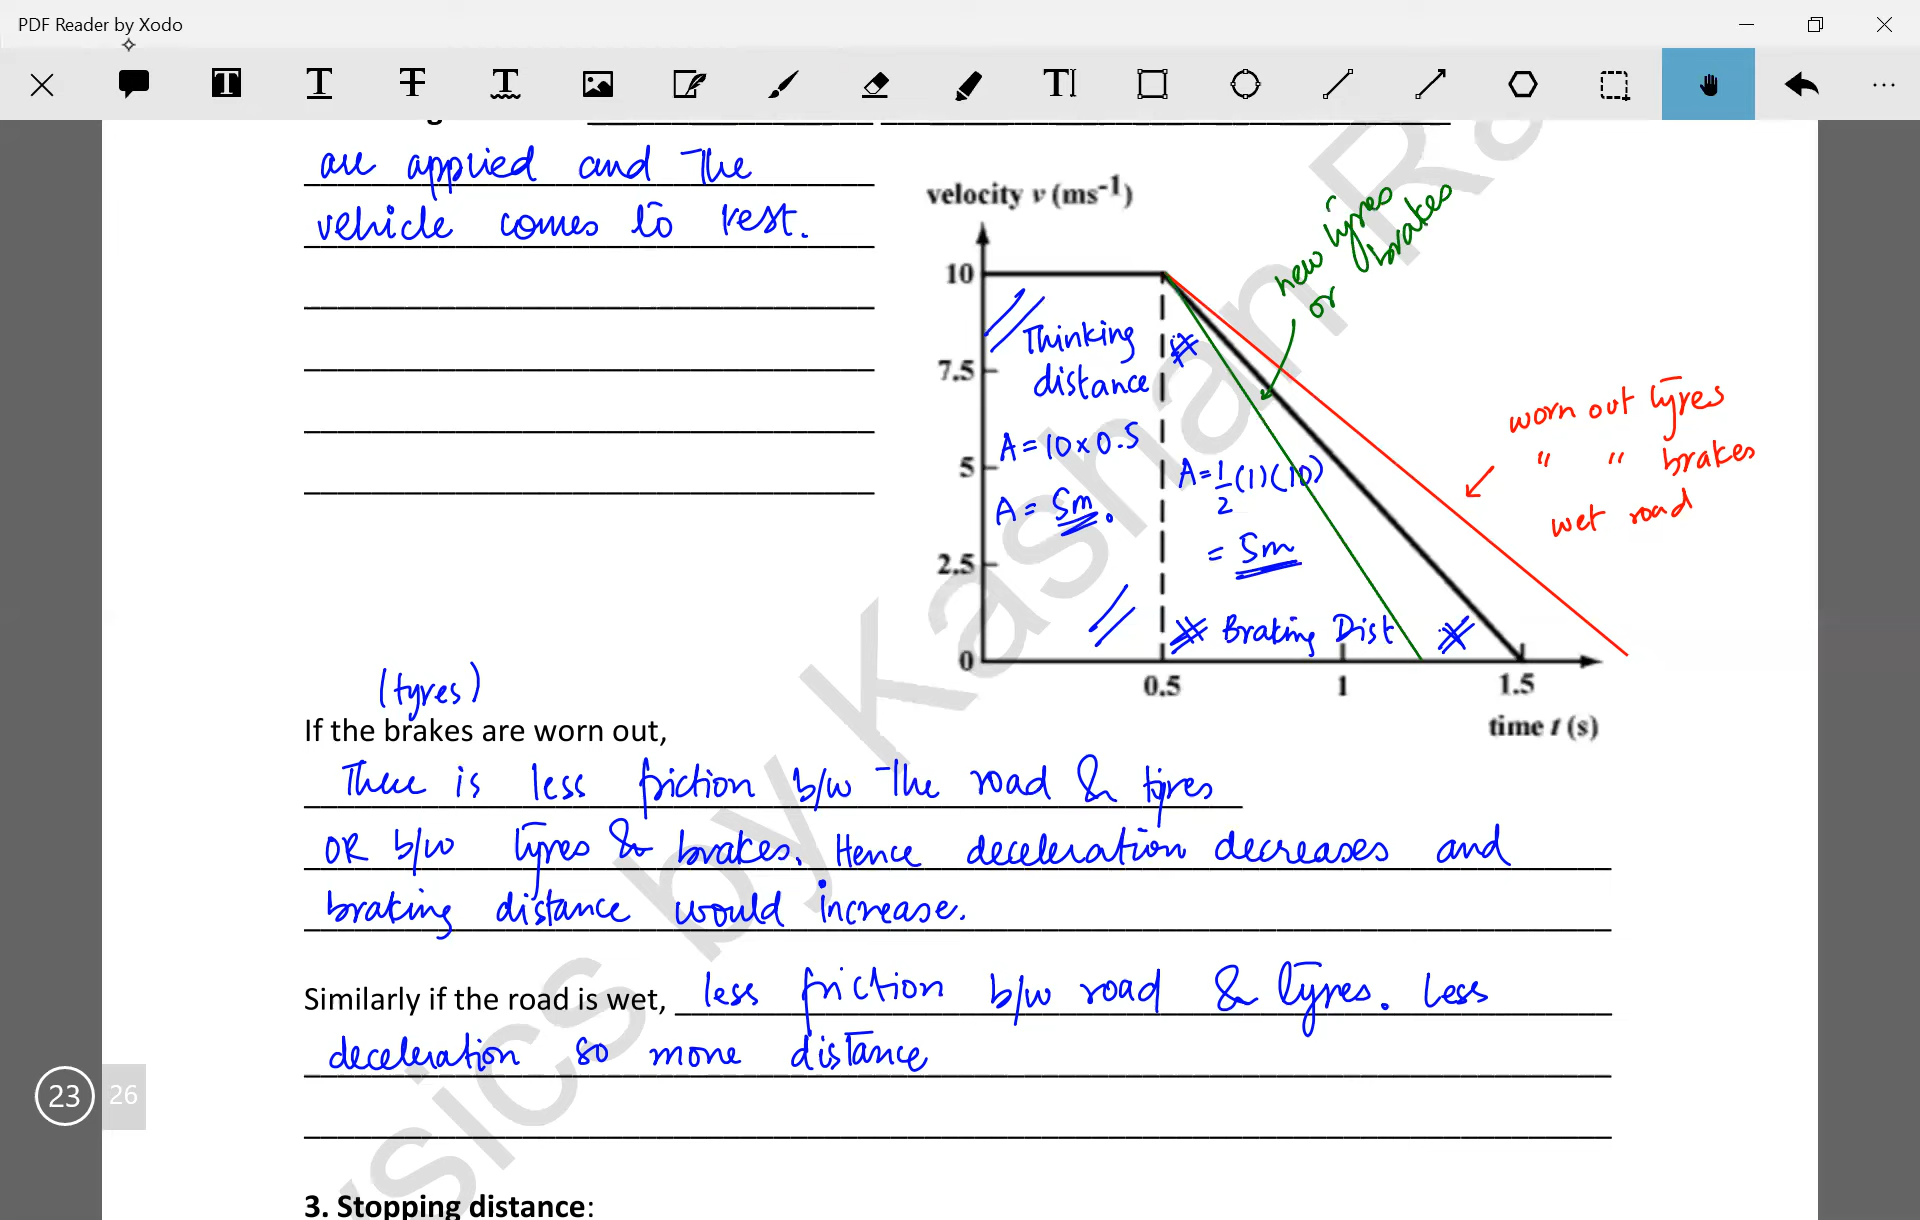 PDF Reader by Xodo
are applied and The
vehicle comes to rest.
velocity v (ms-1)
10
7.5
5
2.5
0
0.5
1
1.5
time t (s)
Thinking
distance
A = 10 x 0.5
A = 5m.
A = 1/2 (1)(10)
= 5m
Braking Dist
new tyres
or brakes
worn out tyres
" " brakes
wet road
(tyres)
If the brakes are worn out,
There is less friction b/w The road & tyres
OR b/w tyres & brakes. Hence deceleration decreases and
braking distance would increase.
Similarly if the road is wet, less friction b/w road & tyres. Less
deceleration so more distance
3. Stopping distance:
23
26